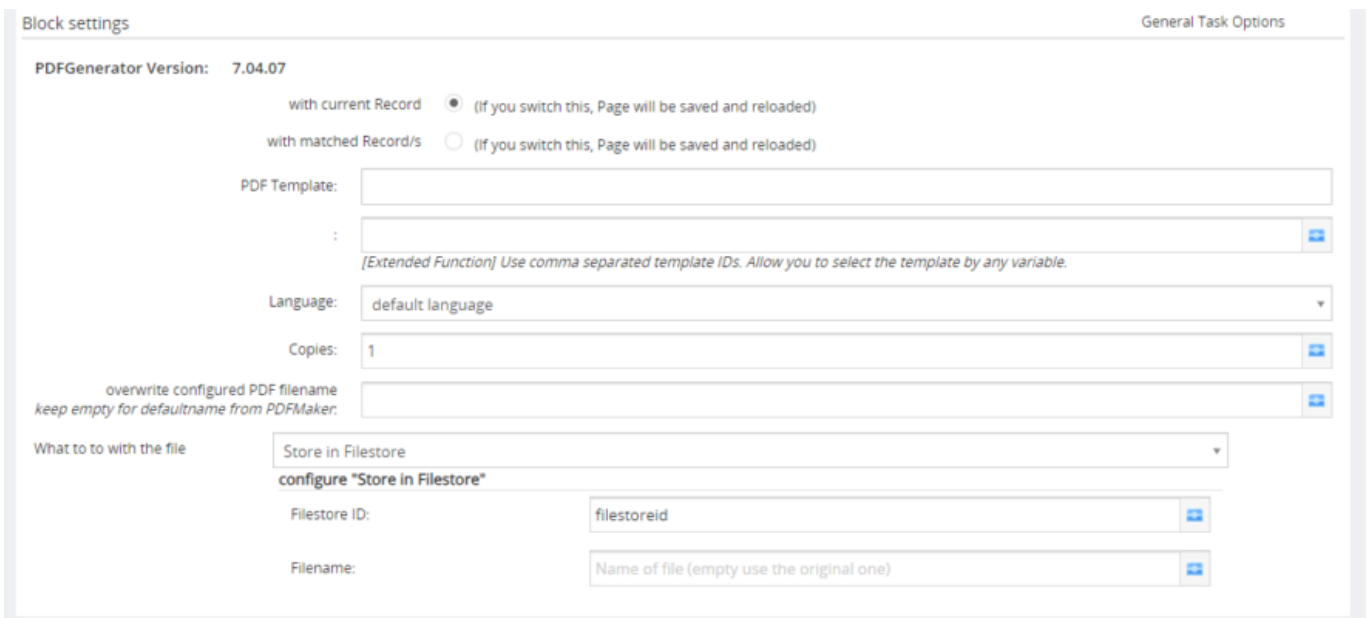 Block settings General Task Options
PDFGenerator Version: 7.04.07
with current Record (If you switch this, Page will be saved and reloaded)
with matched Record/s (If you switch this, Page will be saved and reloaded)
PDF Template:
:
[Extended Function] Use comma separated template IDs. Allow you to select the template by any variable.
Language: default language
Copies: 1
overwrite configured PDF filename
keep empty for defaultname from PDFMaker:
What to to with the file Store in Filestore
configure "Store in Filestore"
Filestore ID: filestoreid
Filename: Name of file (empty use the original one)